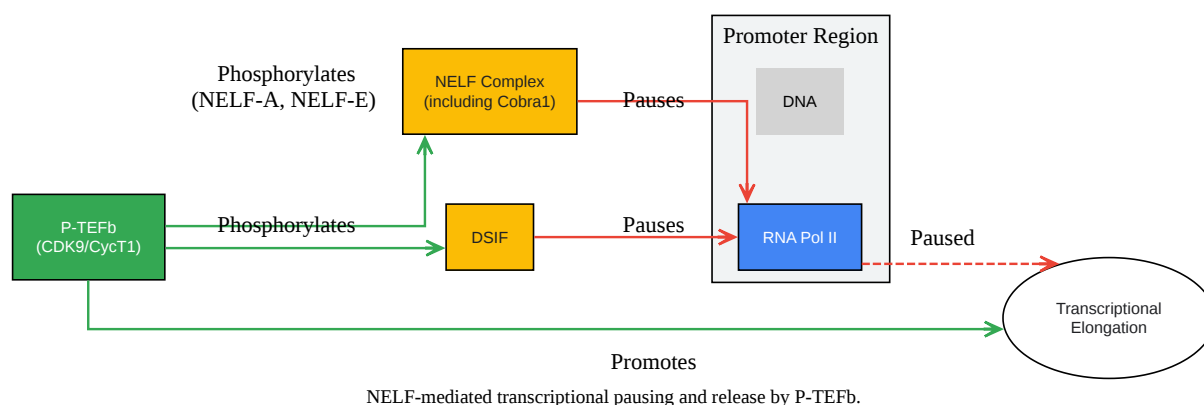 Promoter Region
Phosphorylates
(NELF-A, NELF-E)
NELF Complex
(including Cobra1)
Pauses
DNA
P-TEFb
(CDK9/CycT1)
Phosphorylates
DSIF
Pauses
RNA Pol II
Paused
Transcriptional
Elongation
Promotes
NELF-mediated transcriptional pausing and release by P-TEFb.